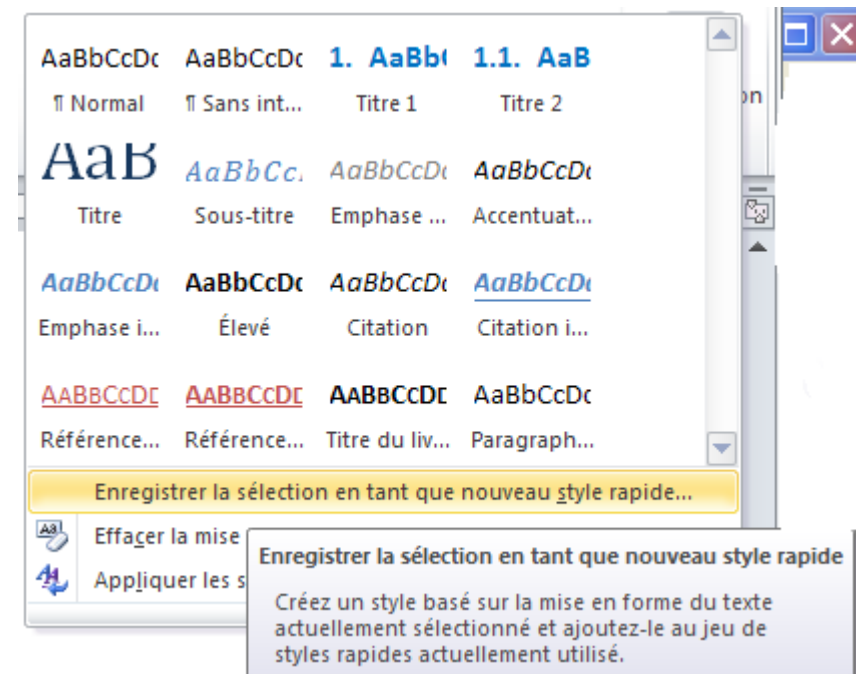 AaBbCcDc AaBbCcDc 1. AaBb( 1.1. AaB
¶ Normal ¶ Sans int... Titre 1 Titre 2
on
AaB AaBbCc. AaBbCcDc AaBbCcDc
Titre Sous-titre Emphase ... Accentuat...
AaBbCcDc AaBbCcDc AaBbCcDc AaBbCcDc
Emphase i... Élevé Citation Citation i...
AaBbCcDc AaBbCcDc AaBbCcDc AaBbCcDc
Référence... Référence... Titre du liv... Paragraph...
Enregistrer la sélection en tant que nouveau style rapide...
Effacer la mise
Appliquer les s
Enregistrer la sélection en tant que nouveau style rapide
Créez un style basé sur la mise en forme du texte
actuellement sélectionné et ajoutez-le au jeu de
styles rapides actuellement utilisé.